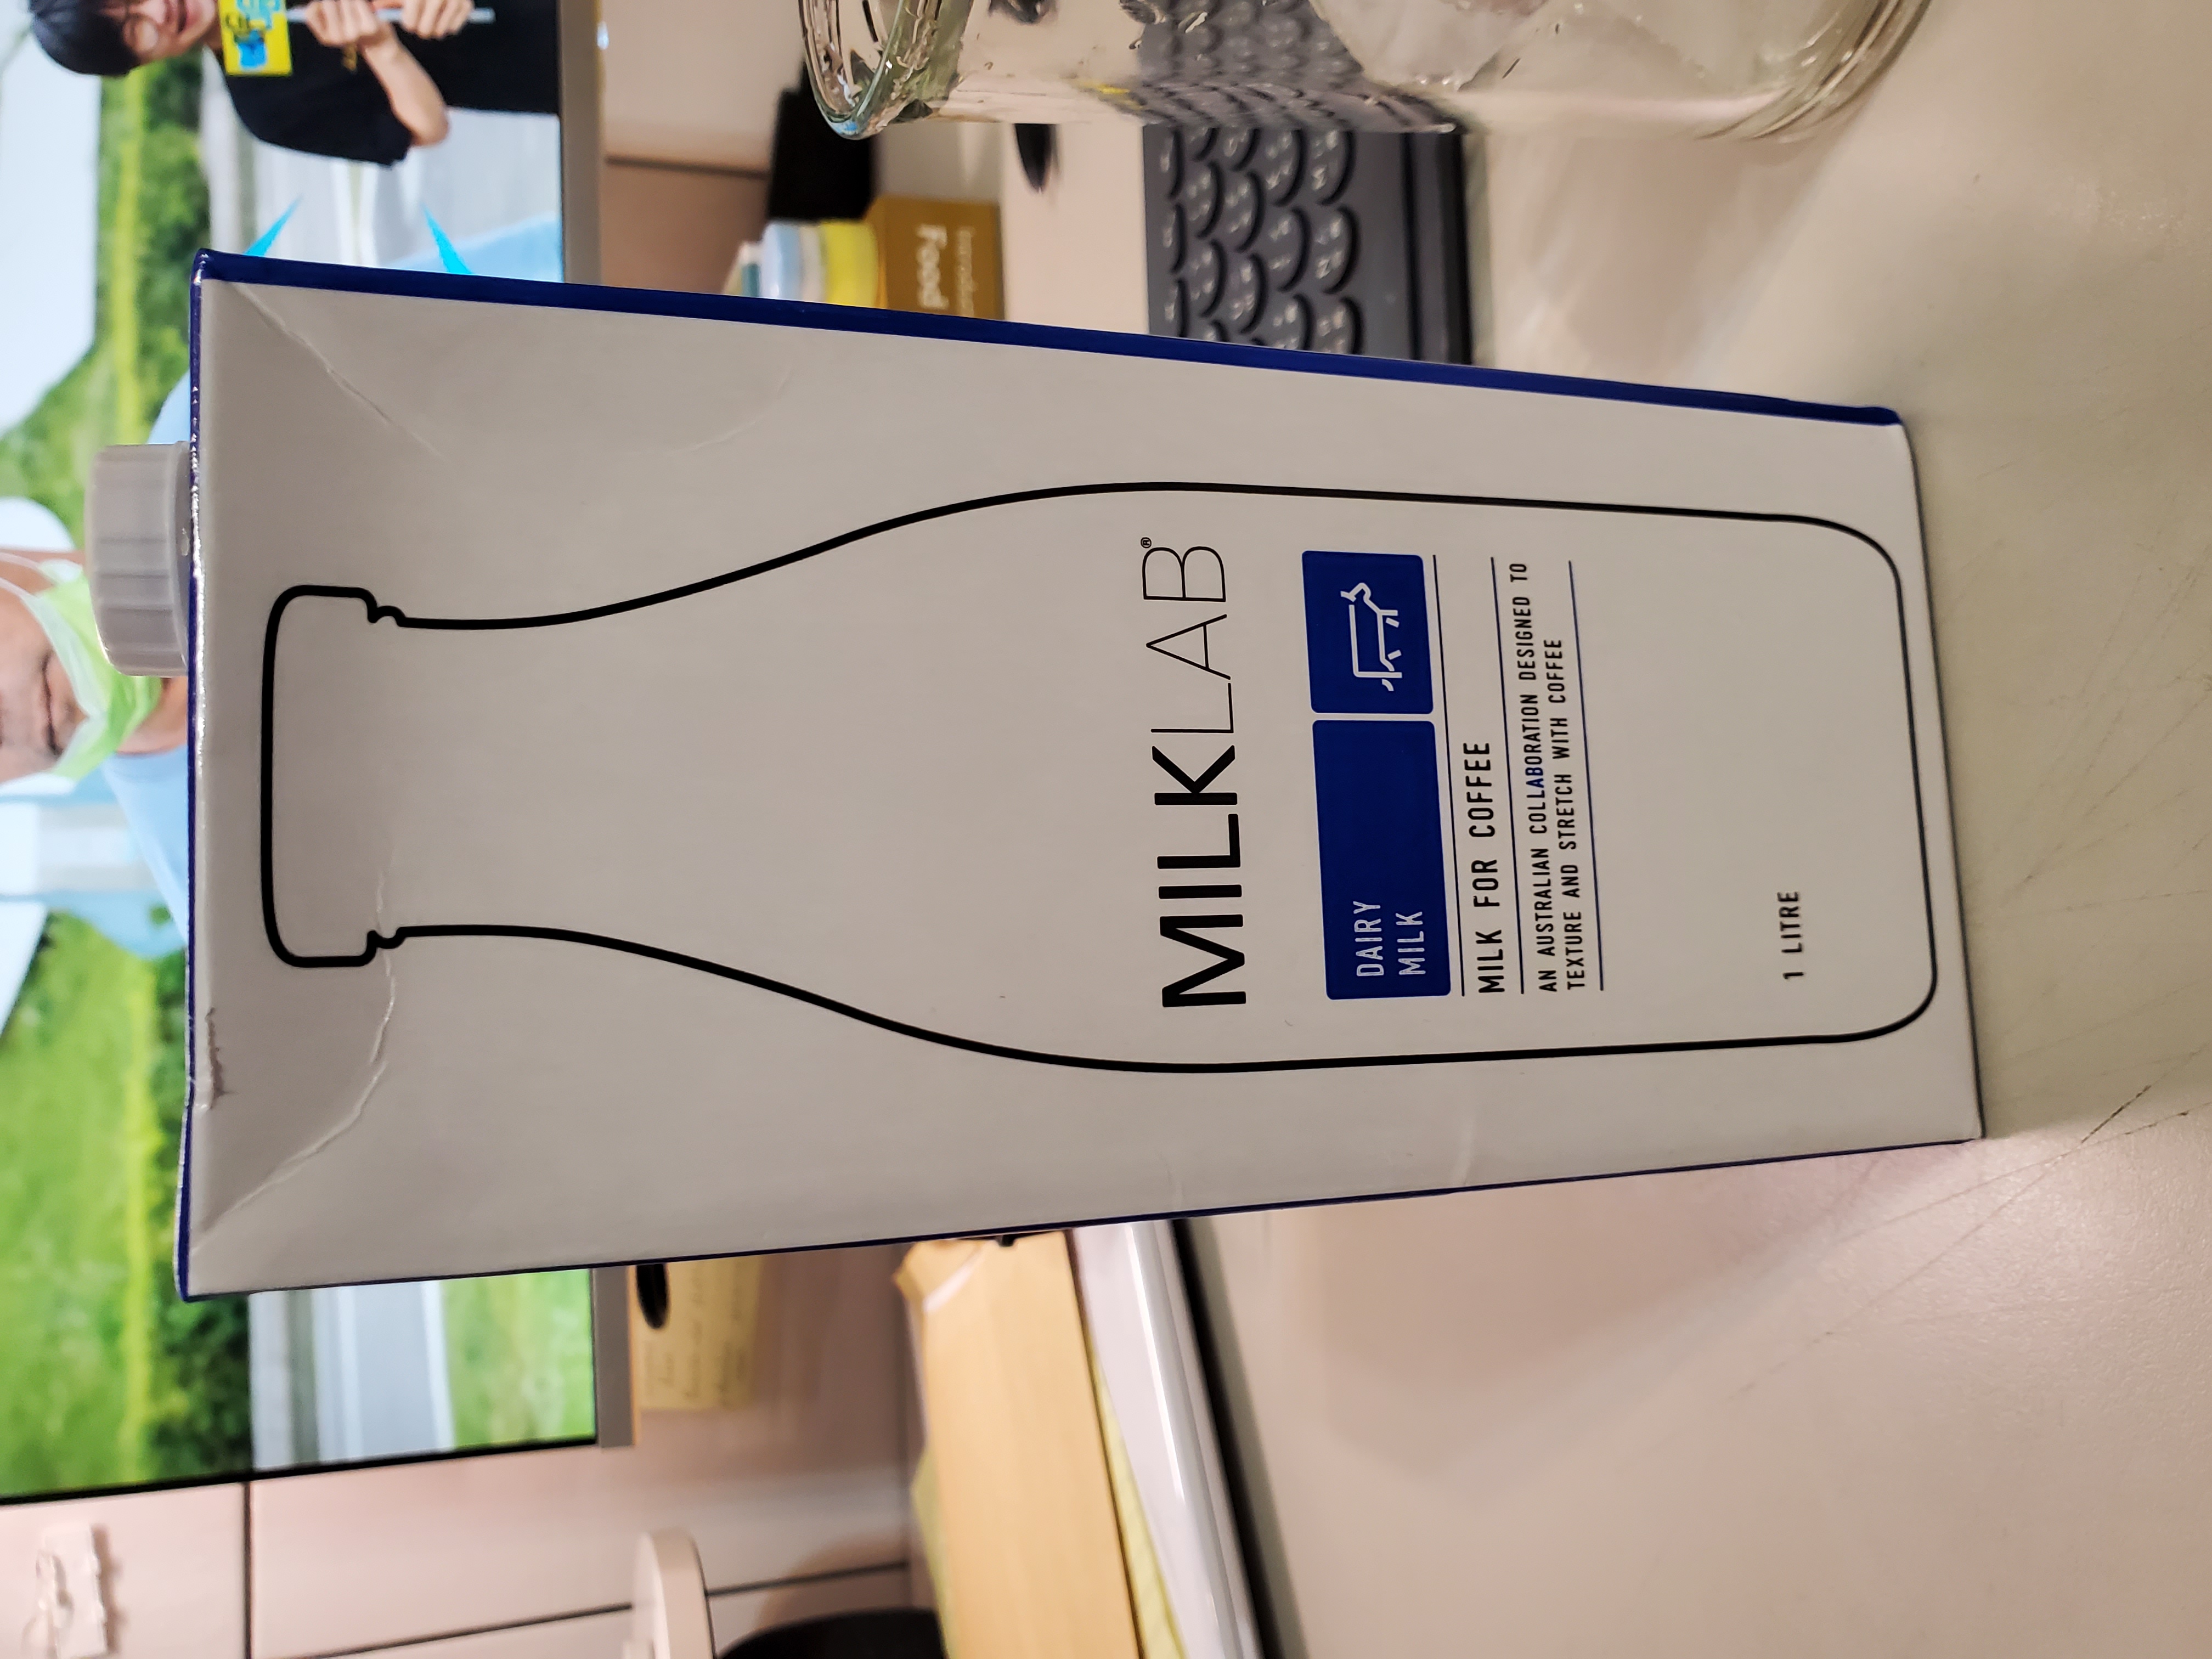 MILKLAB®
DAIRY
MILK
MILK FOR COFFEE
AN AUSTRALIAN COLLABORATION DESIGNED TO
TEXTURE AND STRETCH WITH COFFEE
1 LITRE
Food